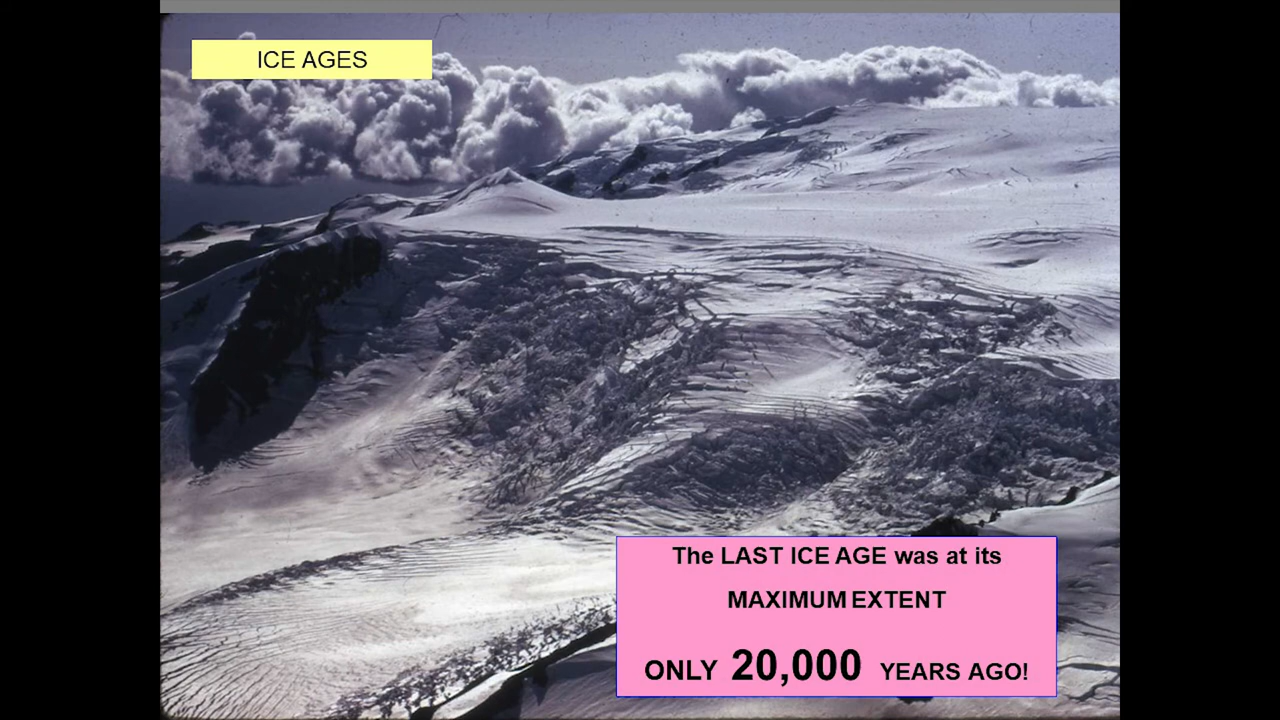 ICE AGES
The LAST ICE AGE was at its
MAXIMUM EXTENT
ONLY 20,000 YEARS AGO!